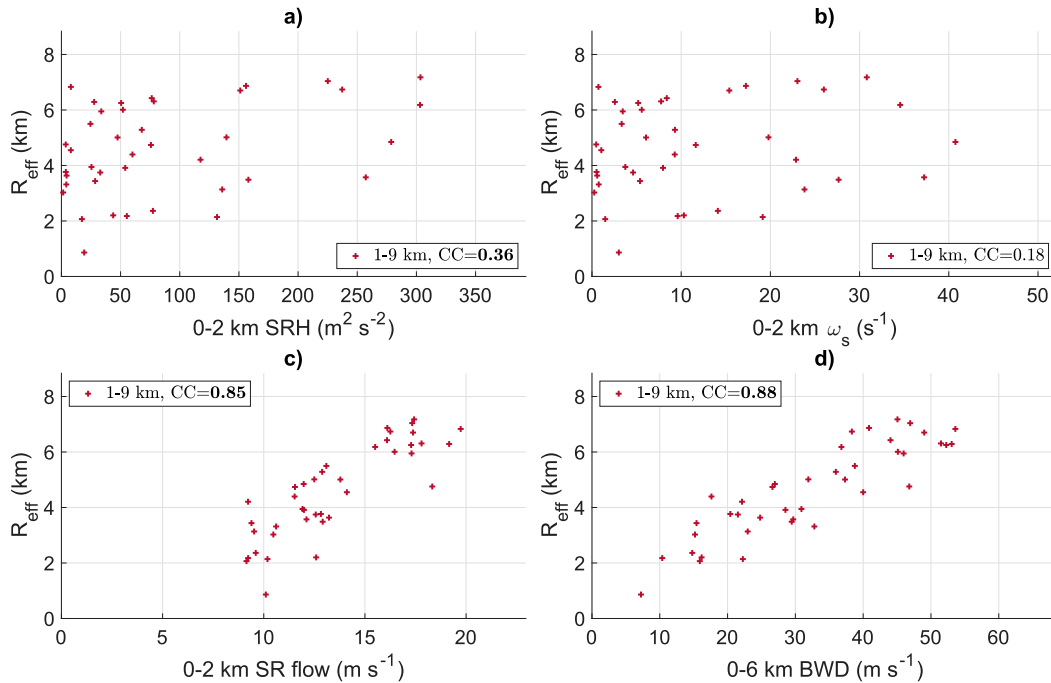 a)
R_eff (km)
8
6
4
2
0
0 50 100 150 200 250 300 350
1-9 km, CC=0.36
0-2 km SRH (m² s⁻²)
b)
R_eff (km)
8
6
4
2
0
0 10 20 30 40 50
1-9 km, CC=0.18
0-2 km ω_s (s⁻¹)
c)
R_eff (km)
1-9 km, CC=0.85
8
6
4
2
0
0 5 10 15 20
0-2 km SR flow (m s⁻¹)
d)
R_eff (km)
1-9 km, CC=0.88
8
6
4
2
0
0 10 20 30 40 50 60
0-6 km BWD (m s⁻¹)